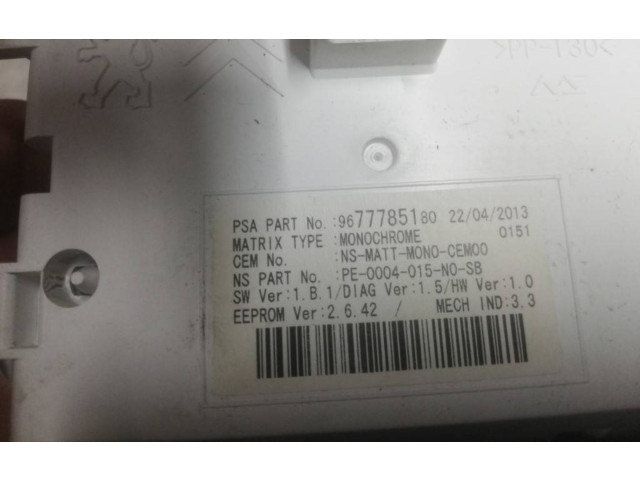 >PP-T30<
PSA PART No.:9677785180 22/04/2013
MATRIX TYPE :MONOCHROME 0151
CEM No. :NS-MATT-MONO-CEM00
NS PART No. :PE-0004-015-NO-SB
SW Ver:1.B.1/DIAG Ver:1.5/HW Ver:1.0
EEPROM Ver:2.6.42 / MECH IND:3.3